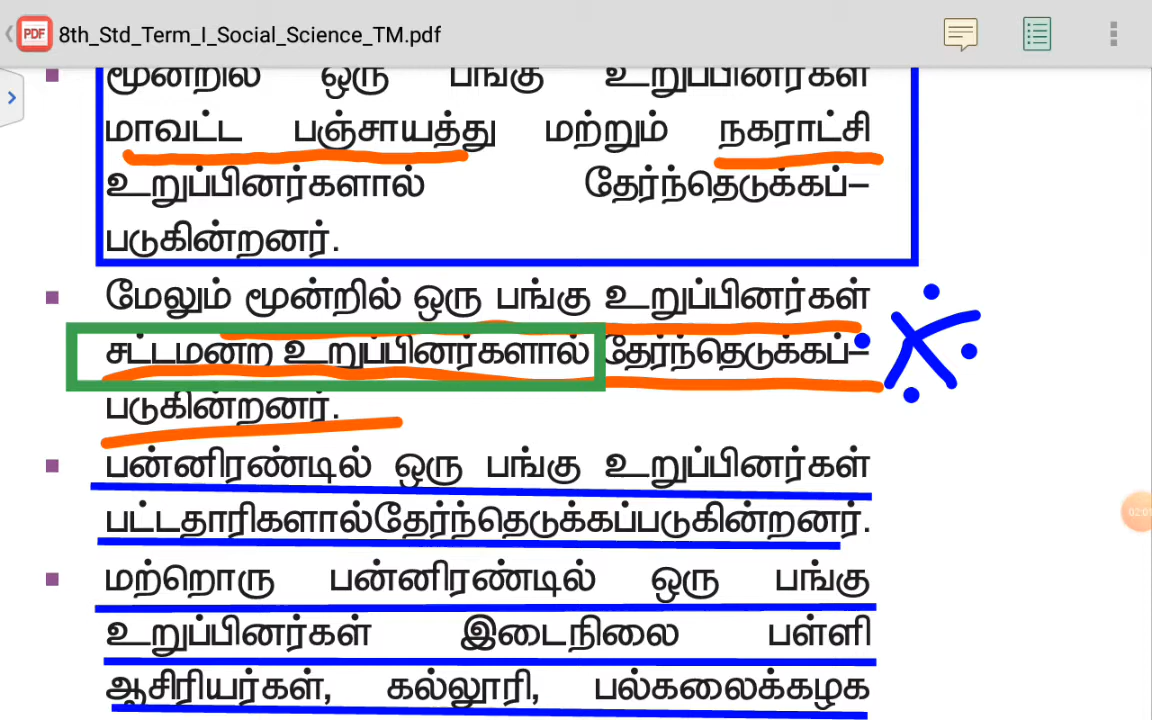 8th_Std_Term_I_Social_Science_TM.pdf
மூன்றில் ஒரு பங்கு உறுப்பினர்கள்
மாவட்ட பஞ்சாயத்து மற்றும் நகராட்சி
உறுப்பினர்களால் தேர்ந்தெடுக்கப்–
படுகின்றனர்.
மேலும் மூன்றில் ஒரு பங்கு உறுப்பினர்கள்
சட்டமன்ற உறுப்பினர்களால் தேர்ந்தெடுக்கப்–
படுகின்றனர்.
பன்னிரண்டில் ஒரு பங்கு உறுப்பினர்கள்
பட்டதாரிகளால்தேர்ந்தெடுக்கப்படுகின்றனர்.
மற்றொரு பன்னிரண்டில் ஒரு பங்கு
உறுப்பினர்கள் இடைநிலை பள்ளி
ஆசிரியர்கள், கல்லூரி, பல்கலைக்கழக